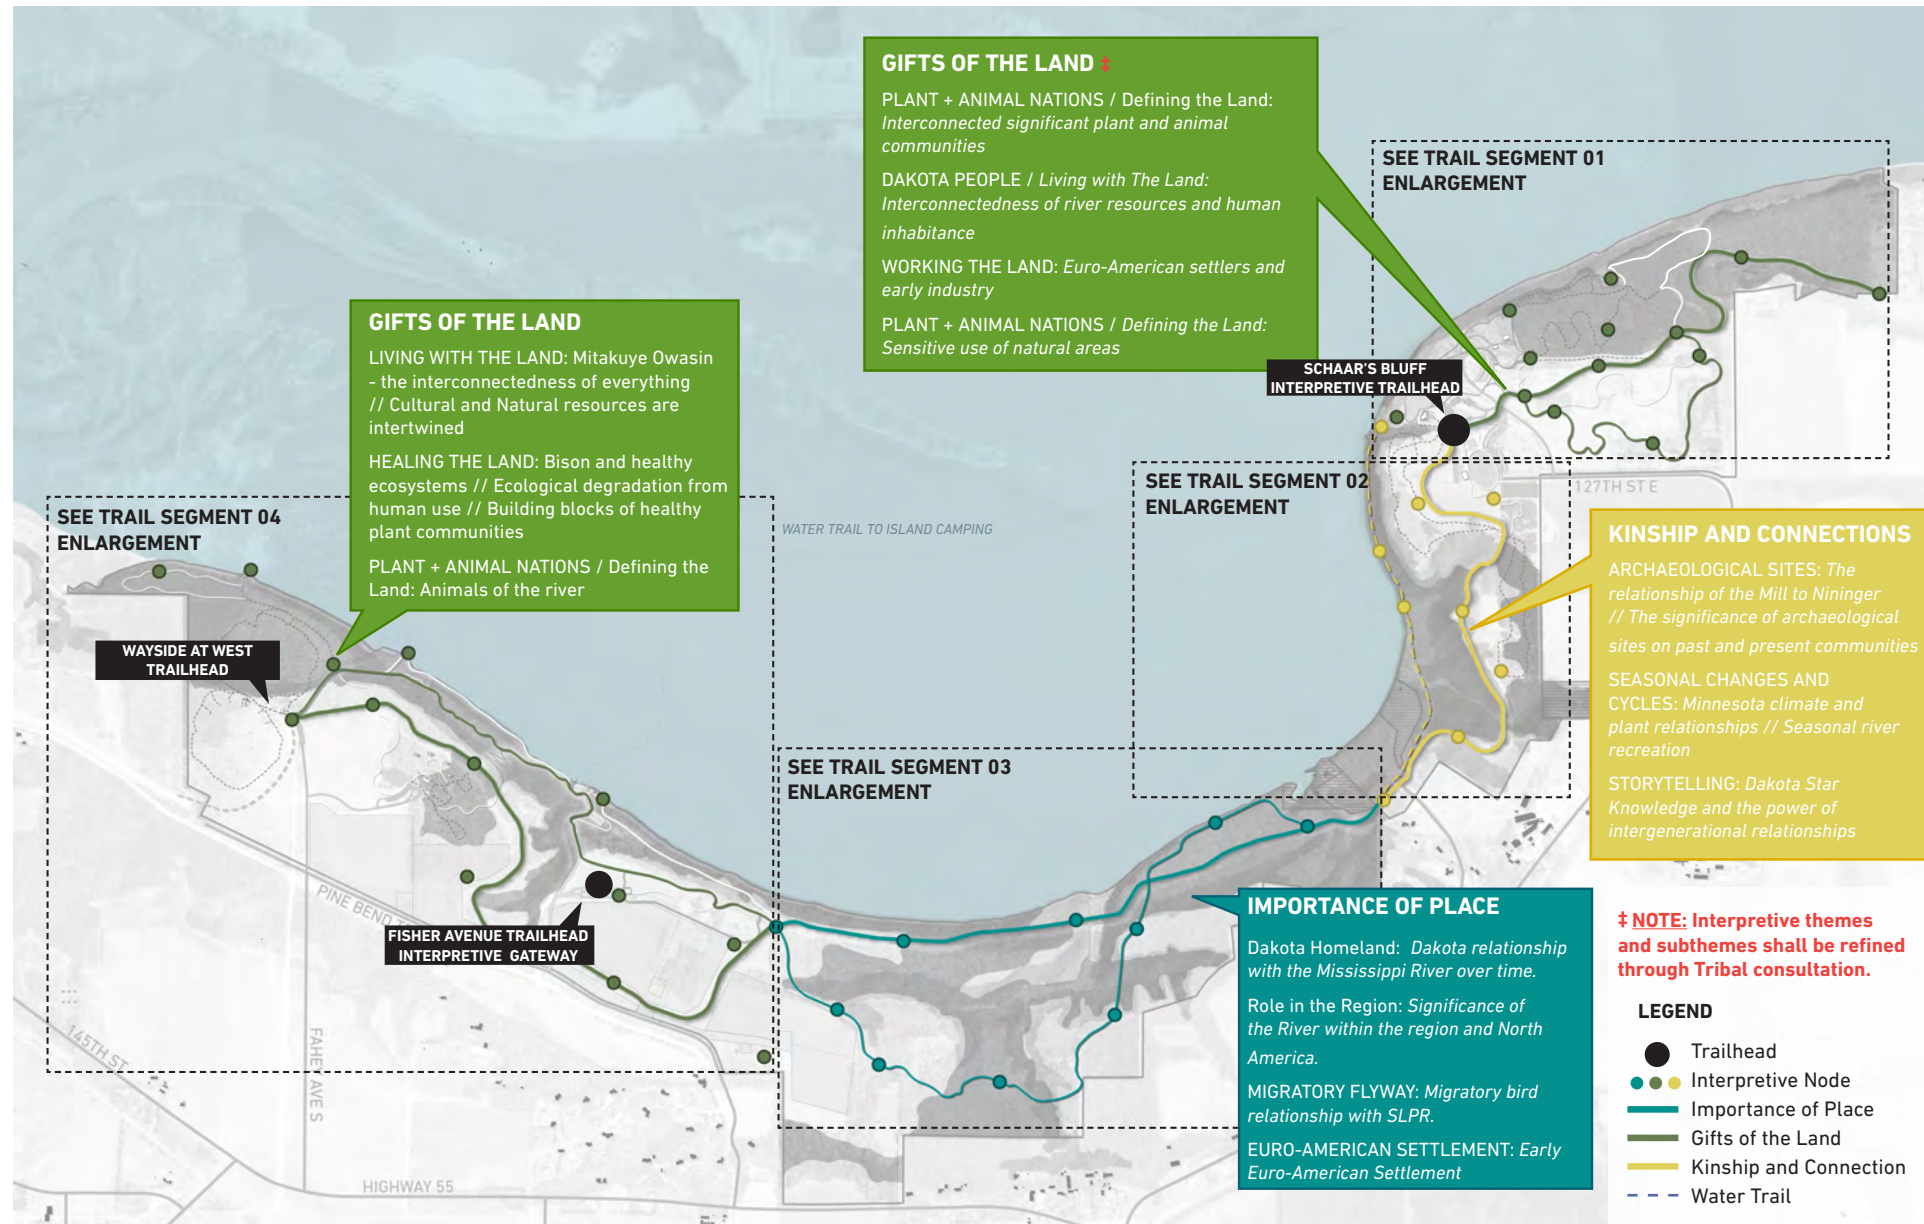 GIFTS OF THE LAND ‡
PLANT + ANIMAL NATIONS / Defining the Land:
Interconnected significant plant and animal
communities
DAKOTA PEOPLE / Living with The Land:
Interconnectedness of river resources and human
inhabitance
WORKING THE LAND: Euro-American settlers and
early industry
PLANT + ANIMAL NATIONS / Defining the Land:
Sensitive use of natural areas
SEE TRAIL SEGMENT 01
ENLARGEMENT
SCHAAR'S BLUFF
INTERPRETIVE TRAILHEAD
GIFTS OF THE LAND
LIVING WITH THE LAND: Mitakuye Owasin
- the interconnectedness of everything
// Cultural and Natural resources are
intertwined
HEALING THE LAND: Bison and healthy
ecosystems // Ecological degradation from
human use // Building blocks of healthy
plant communities
PLANT + ANIMAL NATIONS / Defining the
Land: Animals of the river
SEE TRAIL SEGMENT 02
ENLARGEMENT
127TH ST E
SEE TRAIL SEGMENT 04
ENLARGEMENT
WATER TRAIL TO ISLAND CAMPING
KINSHIP AND CONNECTIONS
ARCHAEOLOGICAL SITES: The
relationship of the Mill to Nininger
// The significance of archaeological
sites on past and present communities
SEASONAL CHANGES AND
CYCLES: Minnesota climate and
plant relationships // Seasonal river
recreation
STORYTELLING: Dakota Star
Knowledge and the power of
intergenerational relationships
WAYSIDE AT WEST
TRAILHEAD
SEE TRAIL SEGMENT 03
ENLARGEMENT
PINE BEND
FISHER AVENUE TRAILHEAD
INTERPRETIVE GATEWAY
IMPORTANCE OF PLACE
Dakota Homeland: Dakota relationship
with the Mississippi River over time.
Role in the Region: Significance of
the River within the region and North
America.
MIGRATORY FLYWAY: Migratory bird
relationship with SLPR.
EURO-AMERICAN SETTLEMENT: Early
Euro-American Settlement
‡ NOTE: Interpretive themes
and subthemes shall be refined
through Tribal consultation.
LEGEND
Trailhead
Interpretive Node
Importance of Place
Gifts of the Land
Kinship and Connection
Water Trail
145TH ST
FAHEY AVE S
HIGHWAY 55